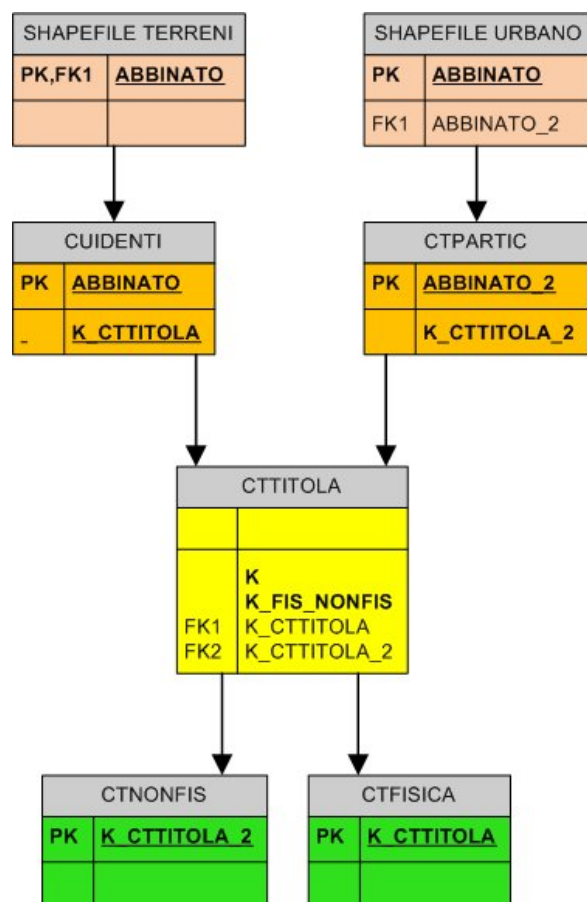 SHAPEFILE TERRENI
PK,FK1 ABBINATO
SHAPEFILE URBANO
PK ABBINATO
FK1 ABBINATO_2
CUIDENTI
PK ABBINATO
_ K_CTTITOLA
CTPARTIC
PK ABBINATO_2
K_CTTITOLA_2
CTTITOLA
K
K_FIS_NONFIS
FK1 K_CTTITOLA
FK2 K_CTTITOLA_2
CTNONFIS
PK K_CTTITOLA_2
CTFISICA
PK K_CTTITOLA